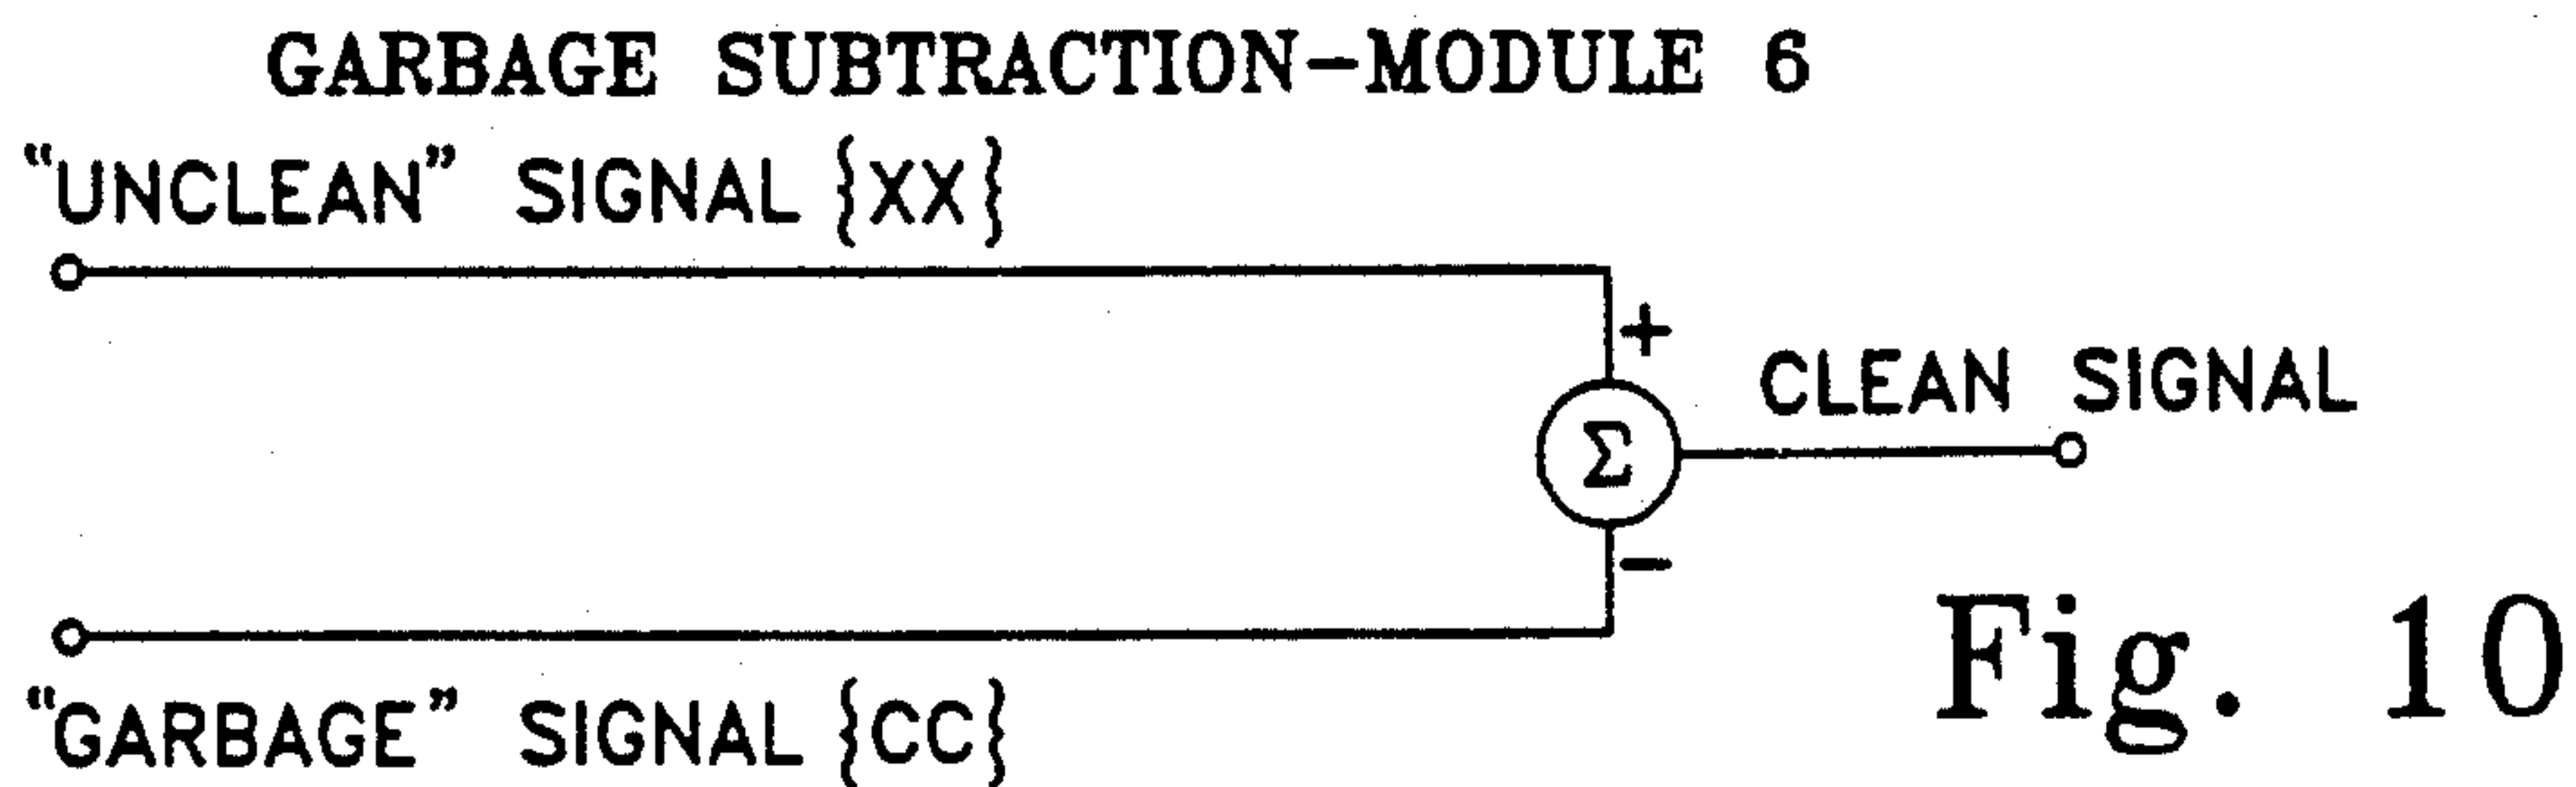 GARBAGE SUBTRACTION-MODULE 6
“UNCLEAN” SIGNAL {XX}
+
CLEAN SIGNAL
Σ
-
“GARBAGE” SIGNAL {CC}
Fig. 10